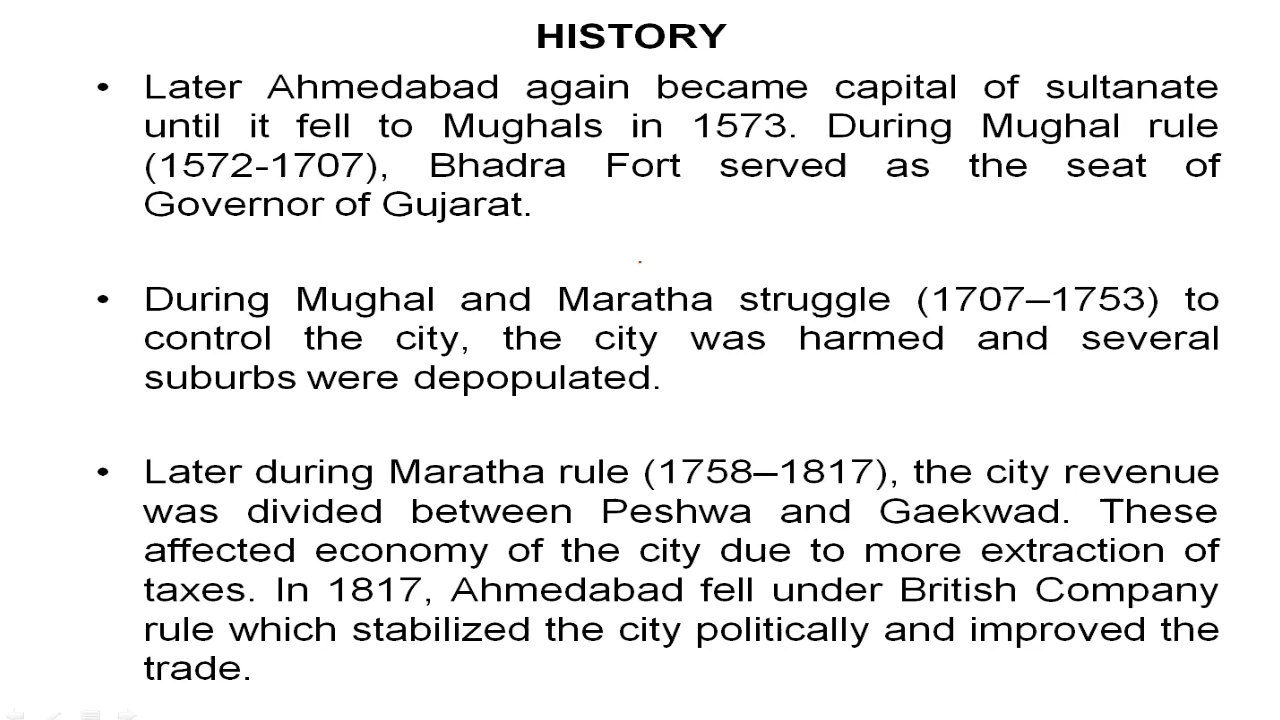 HISTORY
• Later Ahmedabad again became capital of sultanate
until it fell to Mughals in 1573. During Mughal rule
(1572-1707), Bhadra Fort served as the seat of
Governor of Gujarat.
• During Mughal and Maratha struggle (1707–1753) to
control the city, the city was harmed and several
suburbs were depopulated.
• Later during Maratha rule (1758–1817), the city revenue
was divided between Peshwa and Gaekwad. These
affected economy of the city due to more extraction of
taxes. In 1817, Ahmedabad fell under British Company
rule which stabilized the city politically and improved the
trade.